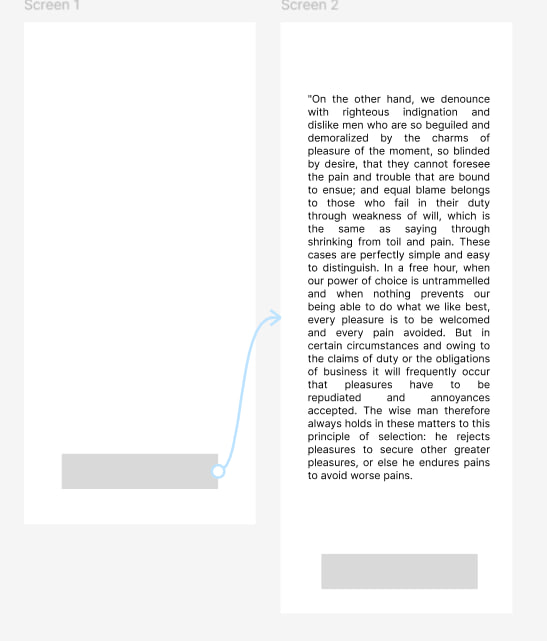 Screen 1
Screen 2
"On the other hand, we denounce
with righteous indignation and
dislike men who are so beguiled and
demoralized by the charms of
pleasure of the moment, so blinded
by desire, that they cannot foresee
the pain and trouble that are bound
to ensue; and equal blame belongs
to those who fail in their duty
through weakness of will, which is
the same as saying through
shrinking from toil and pain. These
cases are perfectly simple and easy
to distinguish. In a free hour, when
our power of choice is untrammelled
and when nothing prevents our
being able to do what we like best,
every pleasure is to be welcomed
and every pain avoided. But in
certain circumstances and owing to
the claims of duty or the obligations
of business it will frequently occur
that pleasures have to be
repudiated and annoyances
accepted. The wise man therefore
always holds in these matters to this
principle of selection: he rejects
pleasures to secure other greater
pleasures, or else he endures pains
to avoid worse pains.